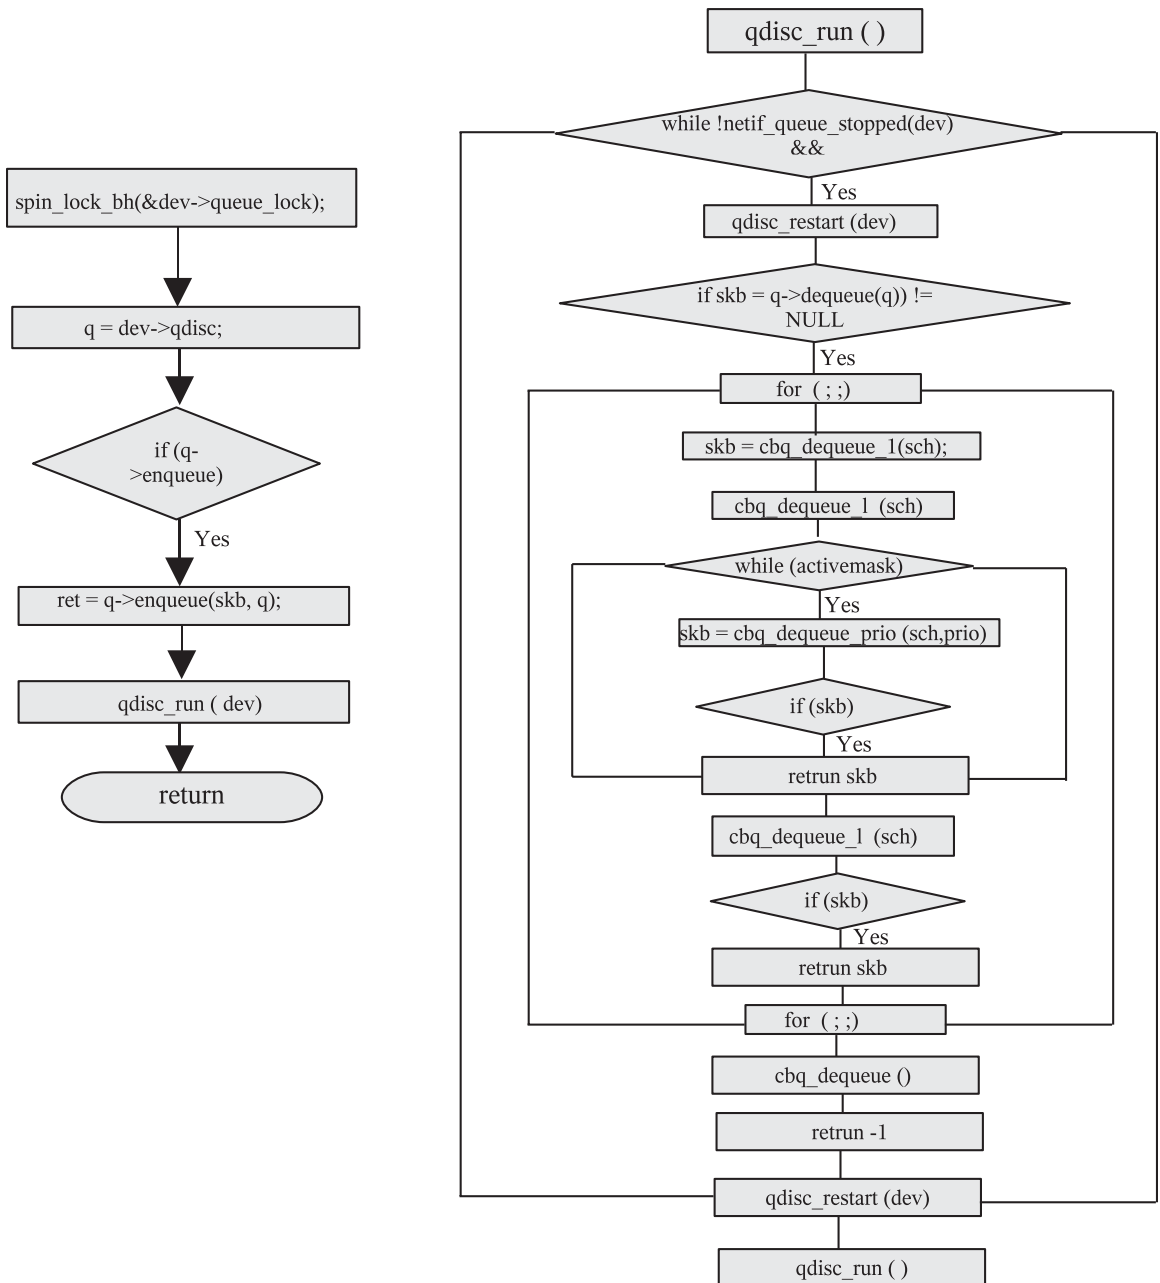 spin_lock_bh(&dev->queue_lock);
q = dev->qdisc;
if (q-
>enqueue)
Yes
ret = q->enqueue(skb, q);
qdisc_run ( dev)
return
qdisc_run ( )
while !netif_queue_stopped(dev)
&&
Yes
qdisc_restart (dev)
if skb = q->dequeue(q)) !=
NULL
Yes
for ( ; ;)
skb = cbq_dequeue_1(sch);
cbq_dequeue_l (sch)
while (activemask)
Yes
skb = cbq_dequeue_prio (sch,prio)
if (skb)
Yes
retrun skb
cbq_dequeue_l (sch)
if (skb)
Yes
retrun skb
for ( ; ;)
cbq_dequeue ()
retrun -1
qdisc_restart (dev)
qdisc_run ( )